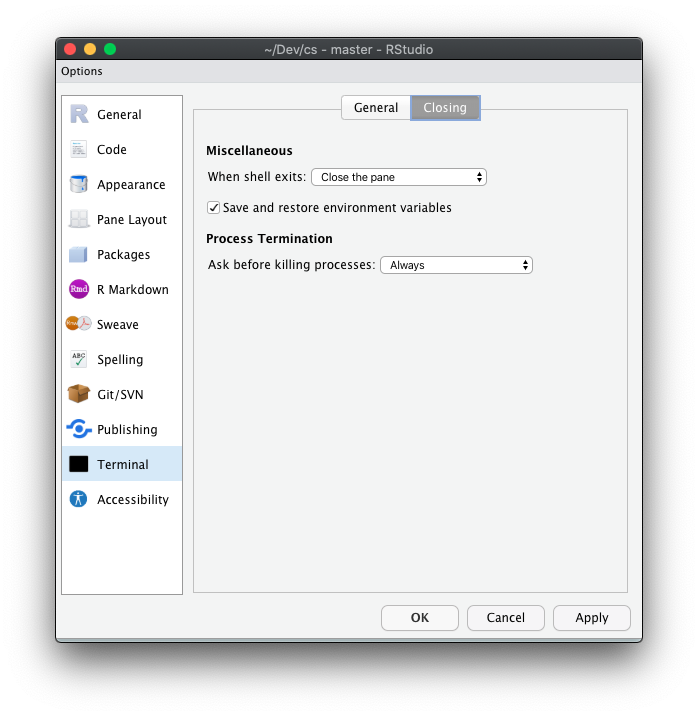 ~/Dev/cs - master - RStudio
Options
General
Code
Appearance
Pane Layout
Packages
Rmd R Markdown
Sweave
ABC Spelling
Git/SVN
Publishing
Terminal
Accessibility
General Closing
Miscellaneous
When shell exits: Close the pane
Save and restore environment variables
Process Termination
Ask before killing processes: Always
OK Cancel Apply